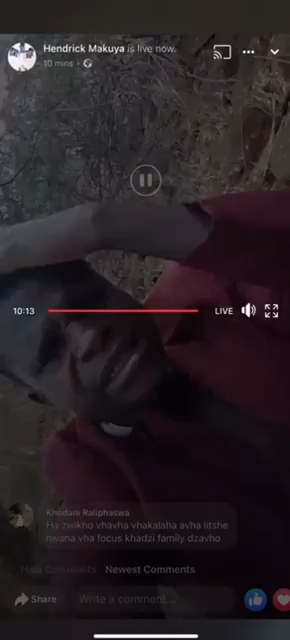 Hendrick Makuya is live now.
10 mins ·
10:13
LIVE
Khodani Raliphaswa
Ha zwikho vhavha vhakalaha avha litshe
nwana vha focus khadzi family dzavho
Hide Comments Newest Comments
Share Write a comment...